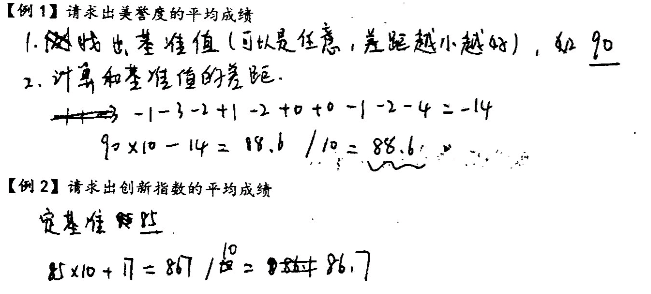 【例 1】请求出美誉度的平均成绩
1. 找出基准值(可以是任意,差距越小越好),如 90
2. 计算和基准值的差距.
-1-3-2+1-2+0+0-1-2-4=-14
90×10-14=88.6 /10=88.6
【例 2】请求出创新指数的平均成绩
定基准 85
85×10+17=867 /10= 86.7